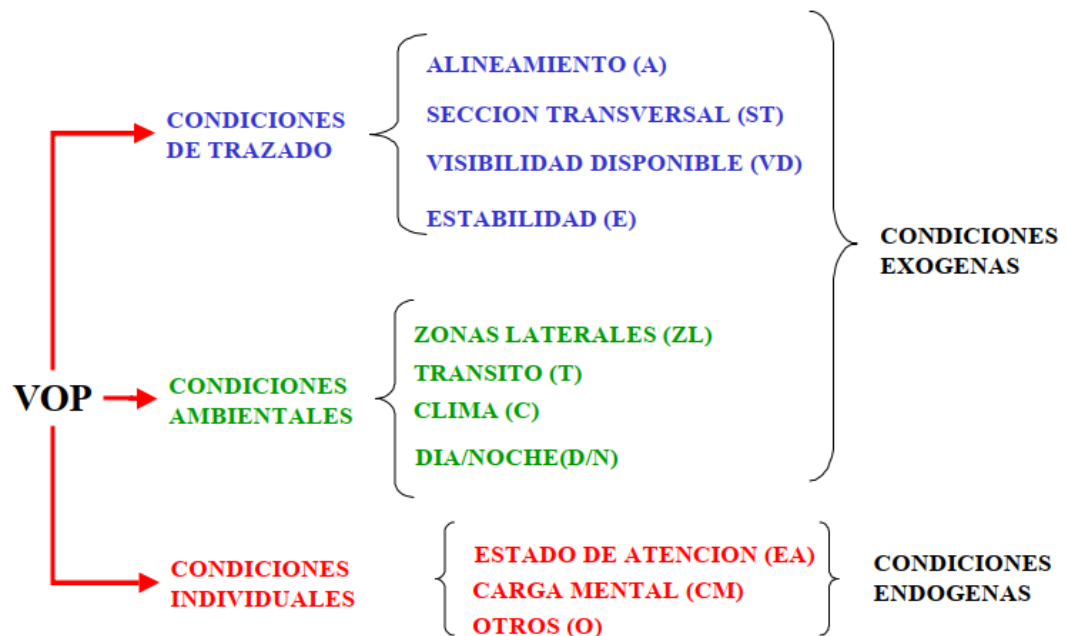 VOP
CONDICIONES
DE TRAZADO
ALINEAMIENTO (A)
SECCION TRANSVERSAL (ST)
VISIBILIDAD DISPONIBLE (VD)
ESTABILIDAD (E)
CONDICIONES
AMBIENTALES
ZONAS LATERALES (ZL)
TRANSITO (T)
CLIMA (C)
DIA/NOCHE(D/N)
CONDICIONES
EXOGENAS
CONDICIONES
INDIVIDUALES
ESTADO DE ATENCION (EA)
CARGA MENTAL (CM)
OTROS (O)
CONDICIONES
ENDOGENAS